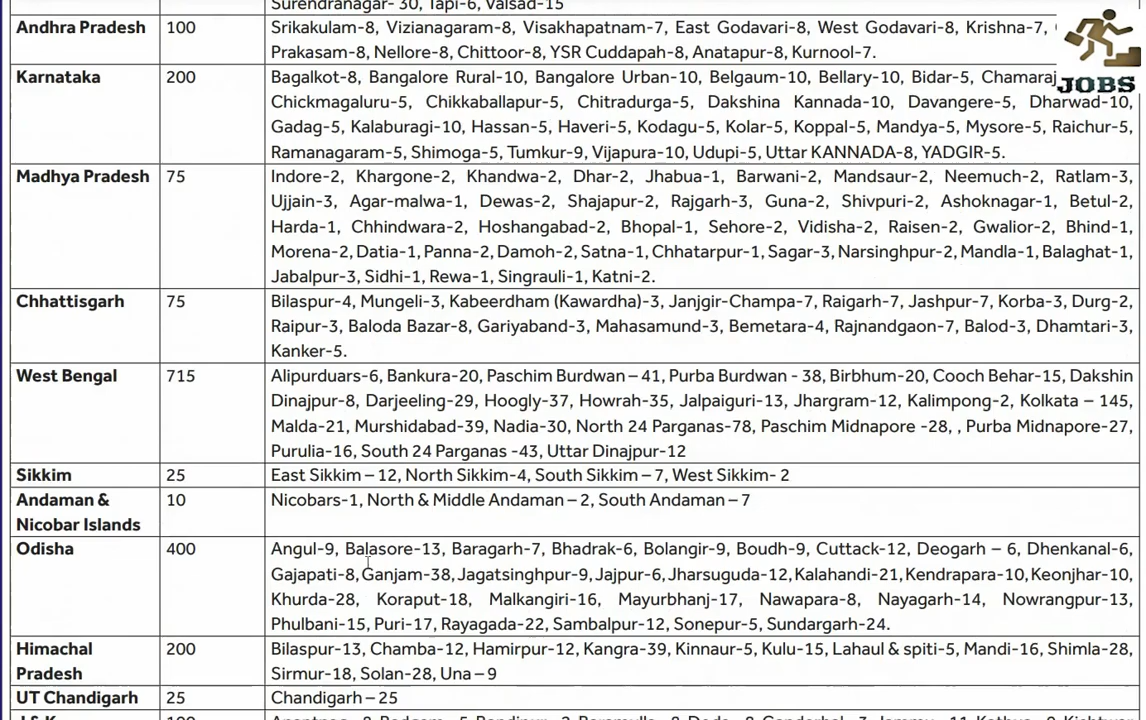 Surendranagar- 30, Tapi-6, Valsad-15
Andhra Pradesh 100 Srikakulam-8, Vizianagaram-8, Visakhapatnam-7, East Godavari-8, West Godavari-8, Krishna-7,
Prakasam-8, Nellore-8, Chittoor-8, YSR Cuddapah-8, Anatapur-8, Kurnool-7.
JOBS
Karnataka 200 Bagalkot-8, Bangalore Rural-10, Bangalore Urban-10, Belgaum-10, Bellary-10, Bidar-5,
Chickmagaluru-5, Chikkaballapur-5, Chitradurga-5, Dakshina Kannada-10, Davangere-5, Dharwad-10,
Gadag-5, Kalaburagi-10, Hassan-5, Haveri-5, Kodagu-5, Kolar-5, Koppal-5, Mandya-5, Mysore-5, Raichur-5,
Ramanagaram-5, Shimoga-5, Tumkur-9, Vijapura-10, Udupi-5, Uttar KANNADA-8, YADGIR-5.
Madhya Pradesh 75 Indore-2, Khargone-2, Khandwa-2, Dhar-2, Jhabua-1, Barwani-2, Mandsaur-2, Neemuch-2, Ratlam-3,
Ujjain-3, Agar-malwa-1, Dewas-2, Shajapur-2, Rajgarh-3, Guna-2, Shivpuri-2, Ashoknagar-1, Betul-2,
Harda-1, Chhindwara-2, Hoshangabad-2, Bhopal-1, Sehore-2, Vidisha-2, Raisen-2, Gwalior-2, Bhind-1,
Morena-2, Datia-1, Panna-2, Damoh-2, Satna-1, Chhatarpur-1, Sagar-3, Narsinghpur-2, Mandla-1, Balaghat-1,
Jabalpur-3, Sidhi-1, Rewa-1, Singrauli-1, Katni-2.
Chhattisgarh 75 Bilaspur-4, Mungeli-3, Kabeerdham (Kawardha)-3, Janjgir-Champa-7, Raigarh-7, Jashpur-7, Korba-3, Durg-2,
Raipur-3, Baloda Bazar-8, Gariyaband-3, Mahasamund-3, Bemetara-4, Rajnandgaon-7, Balod-3, Dhamtari-3,
Kanker-5.
West Bengal 715 Alipurduars-6, Bankura-20, Paschim Burdwan – 41, Purba Burdwan - 38, Birbhum-20, Cooch Behar-15, Dakshin
Dinajpur-8, Darjeeling-29, Hoogly-37, Howrah-35, Jalpaiguri-13, Jhargram-12, Kalimpong-2, Kolkata – 145,
Malda-21, Murshidabad-39, Nadia-30, North 24 Parganas-78, Paschim Midnapore -28, , Purba Midnapore-27,
Purulia-16, South 24 Parganas -43, Uttar Dinajpur-12
Sikkim 25 East Sikkim – 12, North Sikkim-4, South Sikkim – 7, West Sikkim- 2
Andaman & 10 Nicobars-1, North & Middle Andaman – 2, South Andaman – 7
Nicobar Islands
Odisha 400 Angul-9, Balasore-13, Baragarh-7, Bhadrak-6, Bolangir-9, Boudh-9, Cuttack-12, Deogarh – 6, Dhenkanal-6,
Gajapati-8, Ganjam-38, Jagatsinghpur-9, Jajpur-6, Jharsuguda-12, Kalahandi-21, Kendrapara-10, Keonjhar-10,
Khurda-28, Koraput-18, Malkangiri-16, Mayurbhanj-17, Nawapara-8, Nayagarh-14, Nowrangpur-13,
Phulbani-15, Puri-17, Rayagada-22, Sambalpur-12, Sonepur-5, Sundargarh-24.
Himachal 200 Bilaspur-13, Chamba-12, Hamirpur-12, Kangra-39, Kinnaur-5, Kulu-15, Lahaul & spiti-5, Mandi-16, Shimla-28,
Pradesh Sirmur-18, Solan-28, Una – 9
UT Chandigarh 25 Chandigarh – 25